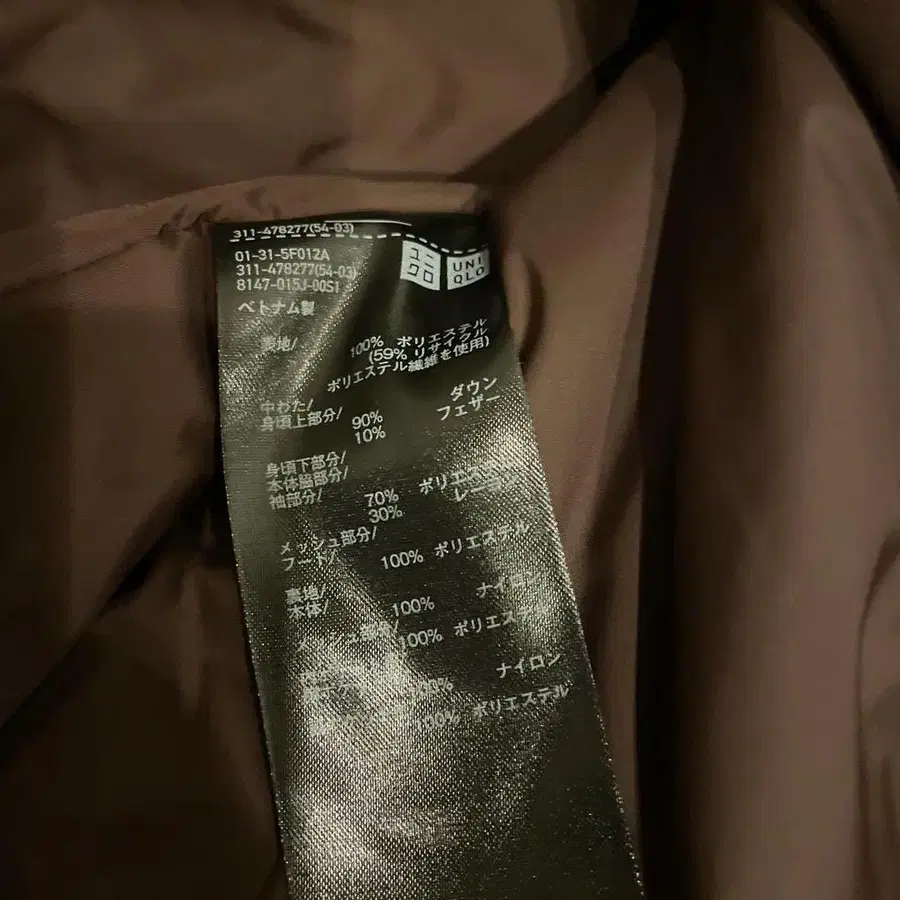 311-478277(54-03)
01-31-5F012A
311-478277(54-03)
8147-015J-00S1
ユニ
クロ
UNI
QLO
ベトナム製
表地/ 100% ポリエステル
(59% リサイクル
ポリエステル繊維を使用)
中わた/
身頃上部分/ 90% ダウン
10% フェザー
身頃下部分/
本体脇部分/
袖部分/ 70% ポリエステル
30% レーヨン
メッシュ部分/
フード/ 100% ポリエステル
裏地/
本体/ 100% ナイロン
メッシュ部分/ 100% ポリエステル
ナイロン
100% ポリエステル